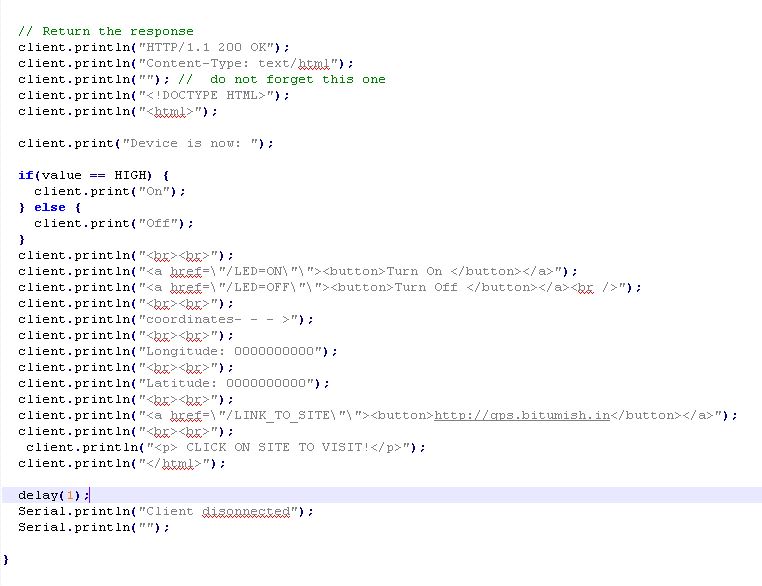 // Return the response
client.println("HTTP/1.1 200 OK");
client.println("Content-Type: text/html");
client.println(""); //  do not forget this one
client.println("<!DOCTYPE HTML>");
client.println("<html>");
client.print("Device is now: ");
if(value == HIGH) {
client.print("On");
} else {
client.print("Off");
}
client.println("<br><br>");
client.println("<a href=\"/LED=ON\"\"><button>Turn On </button></a>");
client.println("<a href=\"/LED=OFF\"\"><button>Turn Off </button></a><br />");
client.println("<br><br>");
client.println("coordinates- - - >");
client.println("<br><br>");
client.println("Longitude: 0000000000");
client.println("<br><br>");
client.println("Latitude: 0000000000");
client.println("<br><br>");
client.println("<a href=\"/LINK_TO_SITE\"\"><button>http://gps.bitumish.in</button></a>");
client.println("<br><br>");
client.println("<p> CLICK ON SITE TO VISIT!</p>");
client.println("</html>");
delay(1);
Serial.println("Client disonnected");
Serial.println("");
}